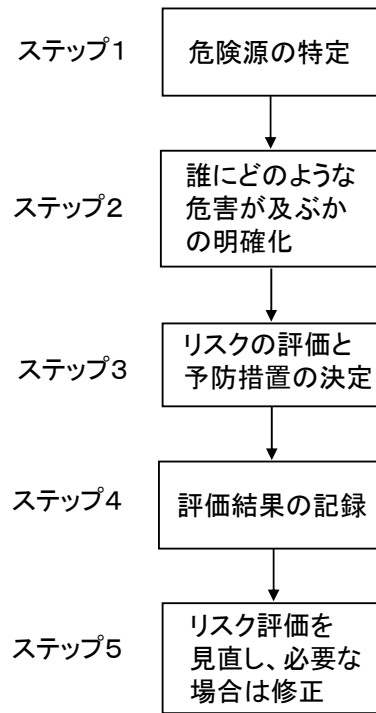 ステップ1
危険源の特定
ステップ2
誰にどのような
危害が及ぶか
の明確化
ステップ3
リスクの評価と
予防措置の決定
ステップ4
評価結果の記録
ステップ5
リスク評価を
見直し、必要な
場合は修正